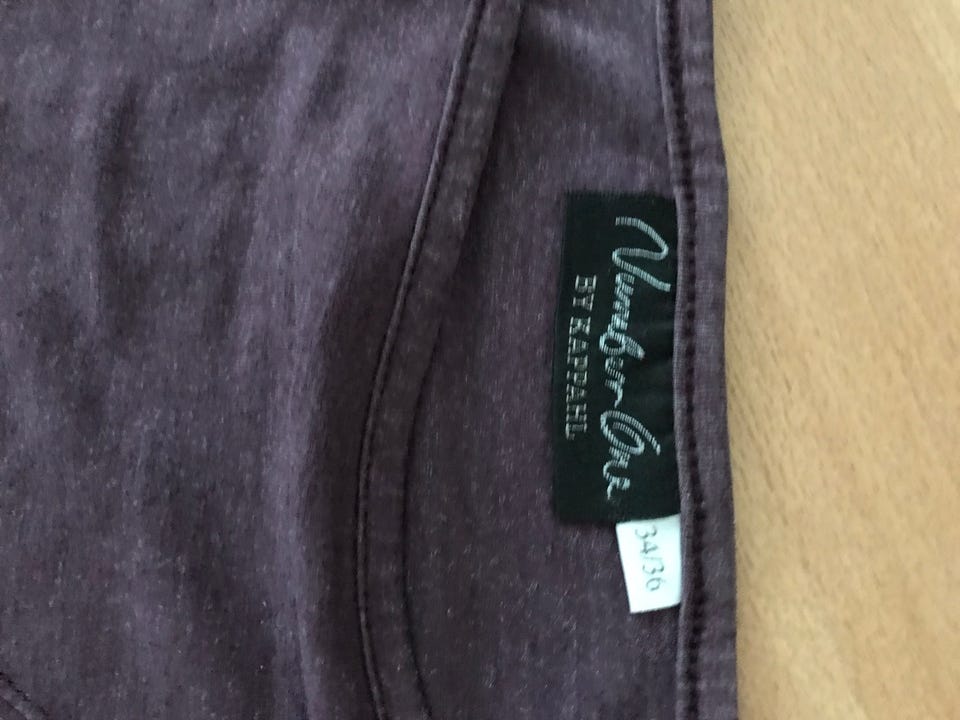 Number One
BY KAPPAHL
34/36